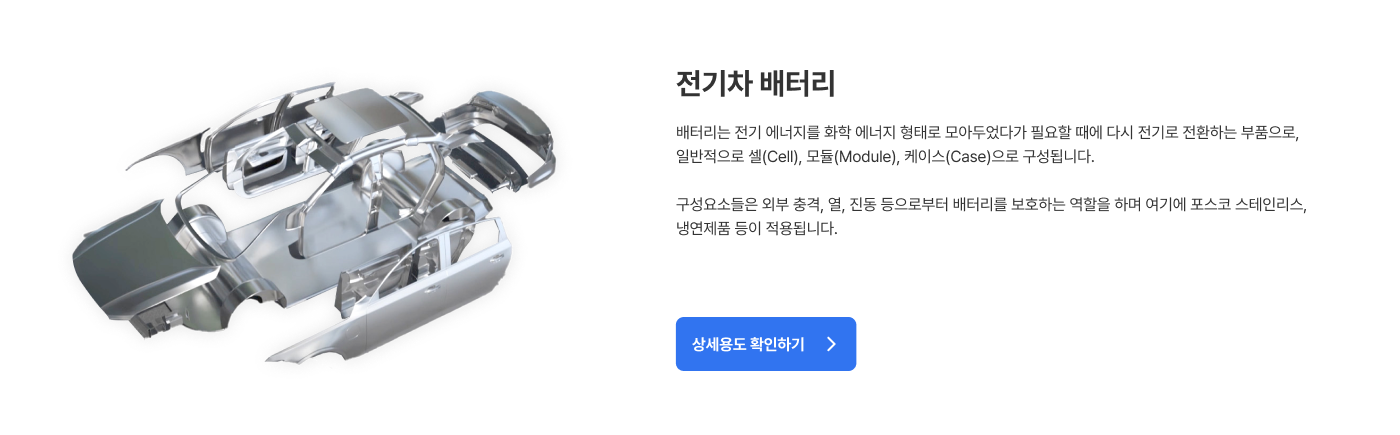 전기차 배터리
배터리는 전기 에너지를 화학 에너지 형태로 모아두었다가 필요할 때에 다시 전기로 전환하는 부품으로,
일반적으로 셀(Cell), 모듈(Module), 케이스(Case)으로 구성됩니다.
구성요소들은 외부 충격, 열, 진동 등으로부터 배터리를 보호하는 역할을 하며 여기에 포스코 스테인리스,
냉연제품 등이 적용됩니다.
상세용도 확인하기